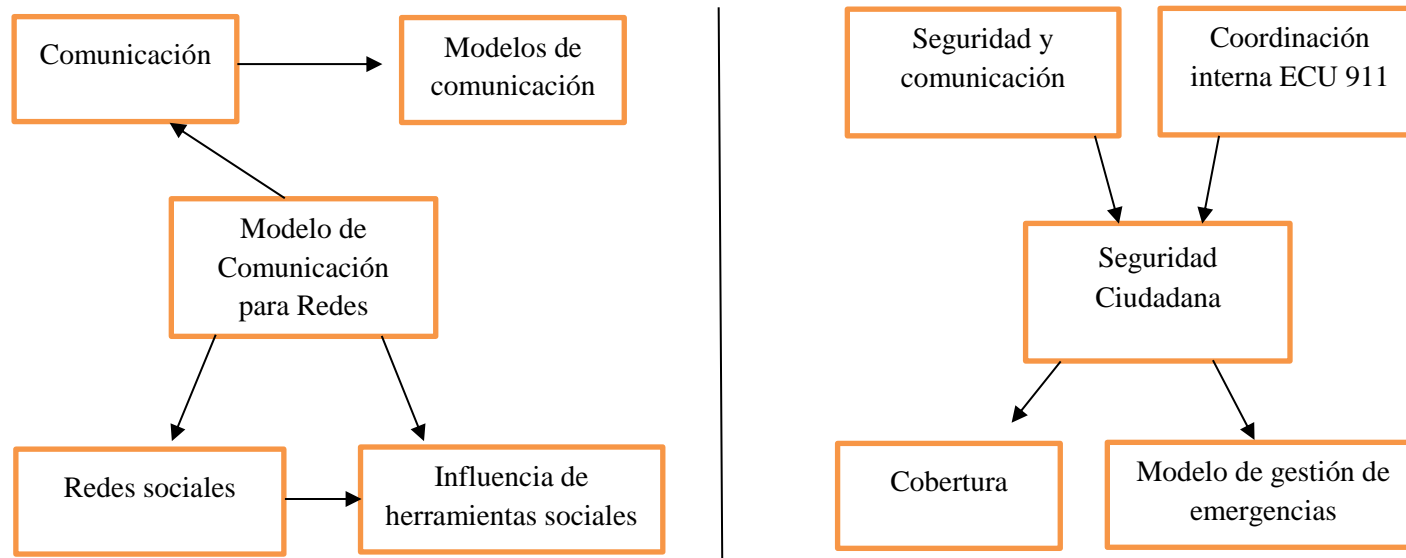 Comunicación
Modelos de
comunicación
Modelo de
Comunicación
para Redes
Redes sociales
Influencia de
herramientas sociales
Seguridad y
comunicación
Coordinación
interna ECU 911
Seguridad
Ciudadana
Cobertura
Modelo de gestión de
emergencias